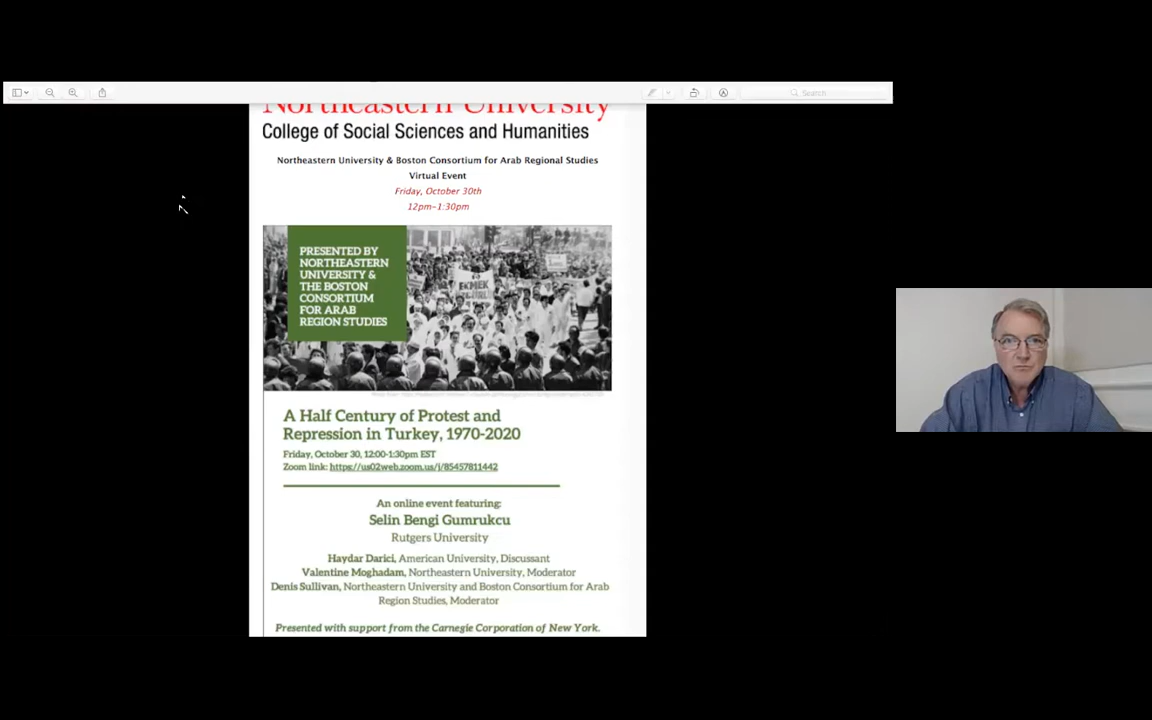 Search
Northeastern University
College of Social Sciences and Humanities
Northeastern University & Boston Consortium for Arab Regional Studies
Virtual Event
Friday, October 30th
12pm-1:30pm
PRESENTED BY
NORTHEASTERN
UNIVERSITY &
THE BOSTON
CONSORTIUM
FOR ARAB
REGION STUDIES
EKMEK
A Half Century of Protest and
Repression in Turkey, 1970-2020
Friday, October 30, 12:00-1:30pm EST
Zoom link: https://us02web.zoom.us/j/85457811442
An online event featuring:
Selin Bengi Gumrukcu
Rutgers University
Haydar Darici, American University, Discussant
Valentine Moghadam, Northeastern University, Moderator
Denis Sullivan, Northeastern University and Boston Consortium for Arab
Region Studies, Moderator
Presented with support from the Carnegie Corporation of New York.